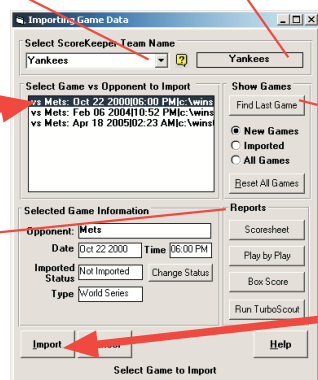 Importing Game Data
Select ScoreKeeper Team Name
Yankees
Yankees
Select Game vs Opponent to Import
vs Mets: Oct 22 2000|06:00 PM|c:\wins
vs Mets: Feb 06 2004|10:52 PM|c:\wins
vs Mets: Apr 18 2005|02:23 AM|c:\wins
Show Games
Find Last Game
New Games
Imported
All Games
Reset All Games
Selected Game Information
Opponent: Mets
Date Oct 22 2000 Time 06:00 PM
Imported Status Not Imported Change Status
Type World Series
Reports
Scoresheet
Play by Play
Box Score
Run TurboScout
Import
Help
Select Game to Import